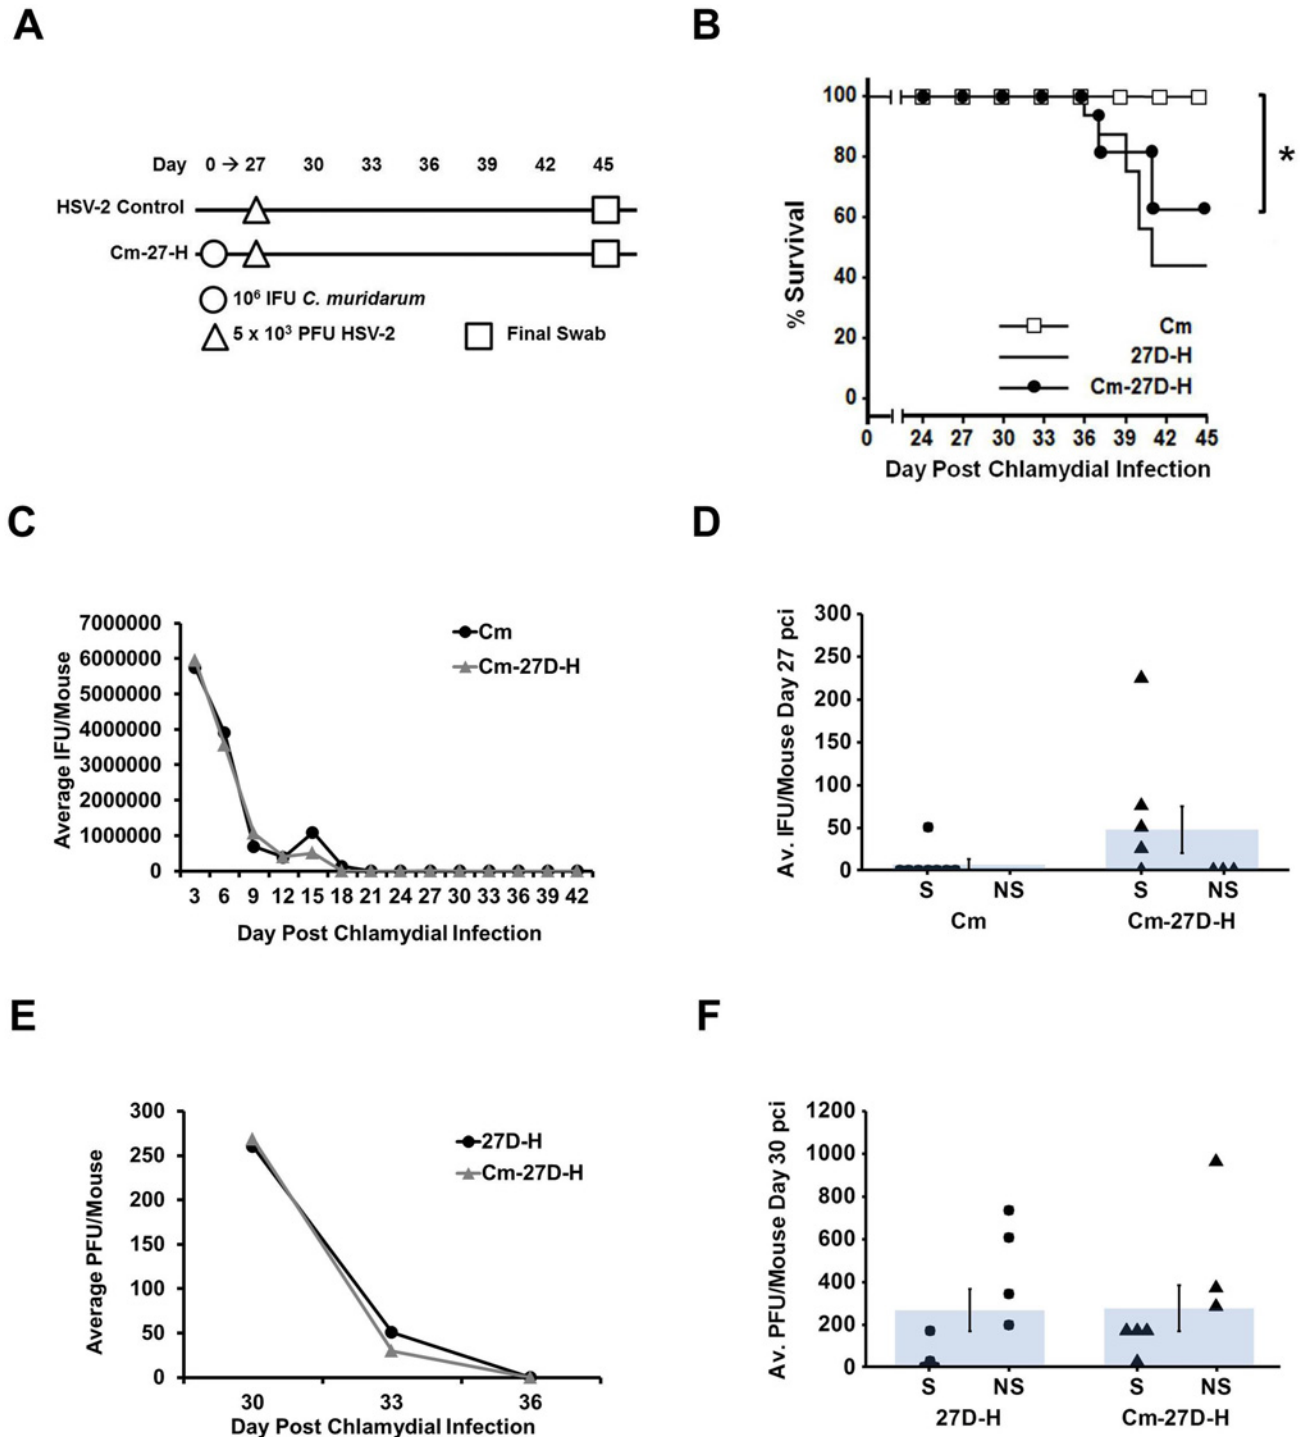 A
Day 0 → 27 30 33 36 39 42 45
HSV-2 Control
Cm-27-H
10⁶ IFU C. muridarum
5 x 10³ PFU HSV-2 Final Swab
B
% Survival
100
80
60
40
20
0
*
Cm
27D-H
Cm-27D-H
0 24 27 30 33 36 39 42 45
Day Post Chlamydial Infection
C
Average IFU/Mouse
7000000
6000000
5000000
4000000
3000000
2000000
1000000
0
Cm
Cm-27D-H
3 6 9 12 15 18 21 24 27 30 33 36 39 42
Day Post Chlamydial Infection
D
Av. IFU/Mouse Day 27 pci
300
250
200
150
100
50
0
S NS S NS
Cm Cm-27D-H
E
Average PFU/Mouse
300
250
200
150
100
50
0
27D-H
Cm-27D-H
30 33 36
Day Post Chlamydial Infection
F
Av. PFU/Mouse Day 30 pci
1200
1000
800
600
400
200
0
S NS S NS
27D-H Cm-27D-H